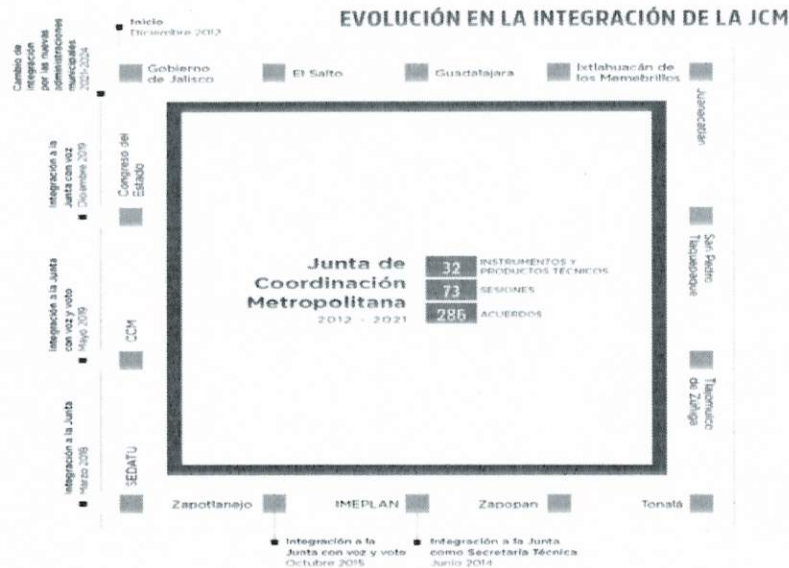 EVOLUCIÓN EN LA INTEGRACIÓN DE LA JCM
Inicio
Diciembre 2012
Cambio de
integración
por las nuevas
administraciones
municipales
2021-2024
Gobierno
de Jalisco
El Salto
Guadalajara
Ixtlahuacán de
los Memebrillos
Juanacatlán
San Pedro
Tlaquepaque
Tlajomulco
de Zúñiga
Tonalá
Zapopan
IMEPLAN
Zapotlanejo
SEDATU
CCM
Congreso del
Estado
Integración a la
Junta con voz
Diciembre 2019
Integración a la Junta
con voz y voto
Mayo 2019
Integración a la Junta
Marzo 2019
Junta de
Coordinación
Metropolitana
2012 - 2021
32 INSTRUMENTOS Y
PRODUCTOS TÉCNICOS
73 SESIONES
286 ACUERDOS
Integración a la
Junta con voz y voto
Octubre 2015
Integración a la Junta
como Secretaría Técnica
Junio 2014